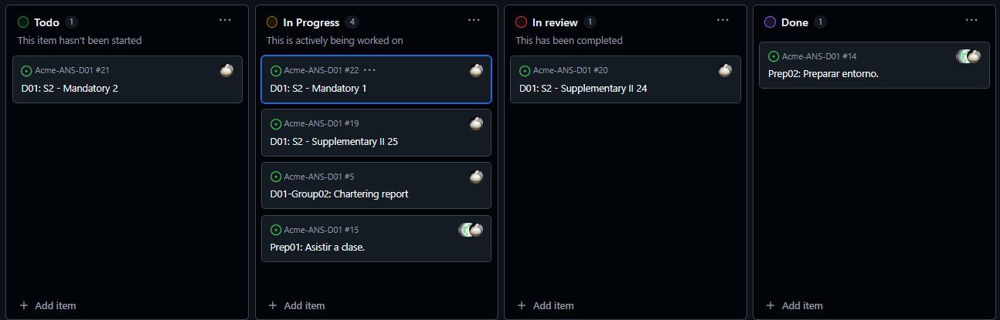 Todo 1
This item hasn't been started
Acme-ANS-D01 #21
D01: S2 - Mandatory 2
Add item
In Progress 4
This is actively being worked on
Acme-ANS-D01 #22
D01: S2 - Mandatory 1
Acme-ANS-D01 #19
D01: S2 - Supplementary II 25
Acme-ANS-D01 #5
D01-Group02: Chartering report
Acme-ANS-D01 #15
Prep01: Asistir a clase.
Add item
In review 1
This has been completed
Acme-ANS-D01 #20
D01: S2 - Supplementary II 24
Add item
Done 1
Acme-ANS-D01 #14
Prep02: Preparar entorno.
Add item